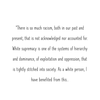 "There is so much racism, both in our past and
present, that is not acknowledged nor accounted for.
White supremacy is one of the systems of hierarchy
and dominance, of exploitation and oppression, that
is tightly stitched into society. As a white person, I
have benefitted from this.